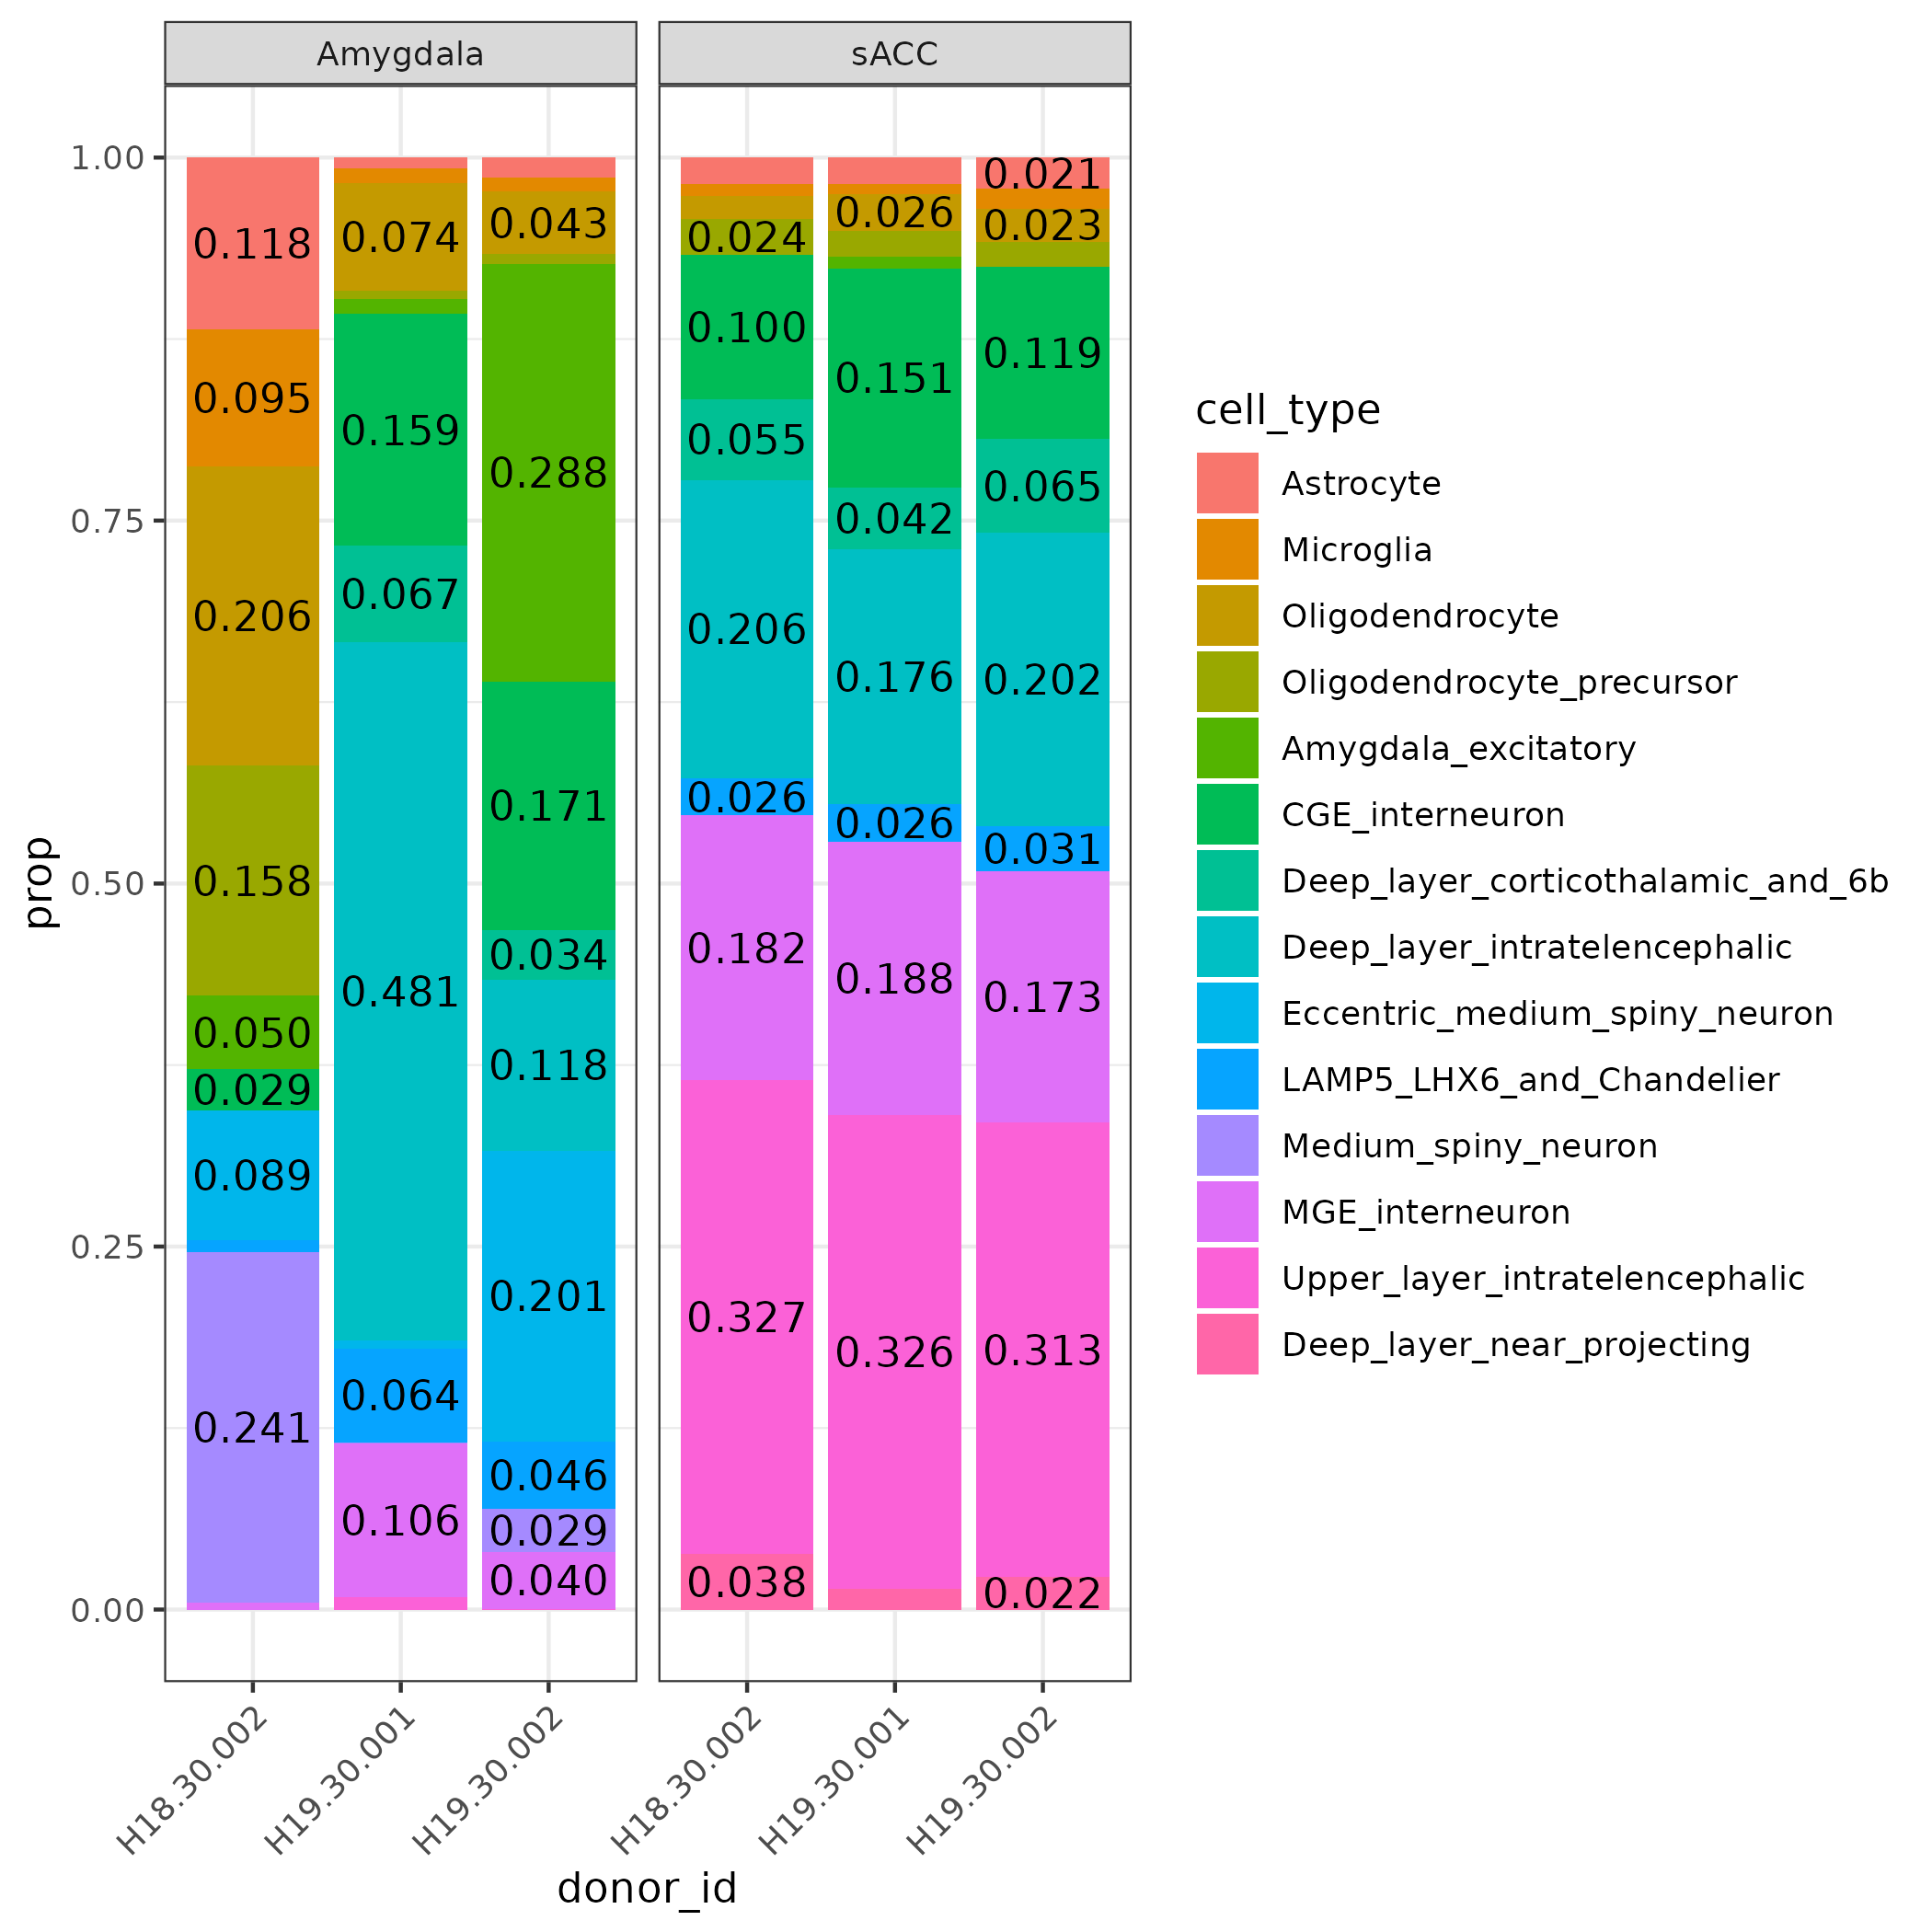 Amygdala
sACC
prop
1.00
0.75
0.50
0.25
0.00
0.118
0.095
0.206
0.158
0.050
0.029
0.089
0.241
0.074
0.159
0.067
0.481
0.064
0.106
0.043
0.288
0.171
0.034
0.118
0.201
0.046
0.029
0.040
0.024
0.100
0.055
0.206
0.026
0.182
0.327
0.038
0.026
0.151
0.042
0.176
0.026
0.188
0.326
0.021
0.023
0.119
0.065
0.202
0.031
0.173
0.313
0.022
H18.30.002
H19.30.001
H19.30.002
H18.30.002
H19.30.001
H19.30.002
donor_id
cell_type
Astrocyte
Microglia
Oligodendrocyte
Oligodendrocyte_precursor
Amygdala_excitatory
CGE_interneuron
Deep_layer_corticothalamic_and_6b
Deep_layer_intratelencephalic
Eccentric_medium_spiny_neuron
LAMP5_LHX6_and_Chandelier
Medium_spiny_neuron
MGE_interneuron
Upper_layer_intratelencephalic
Deep_layer_near_projecting